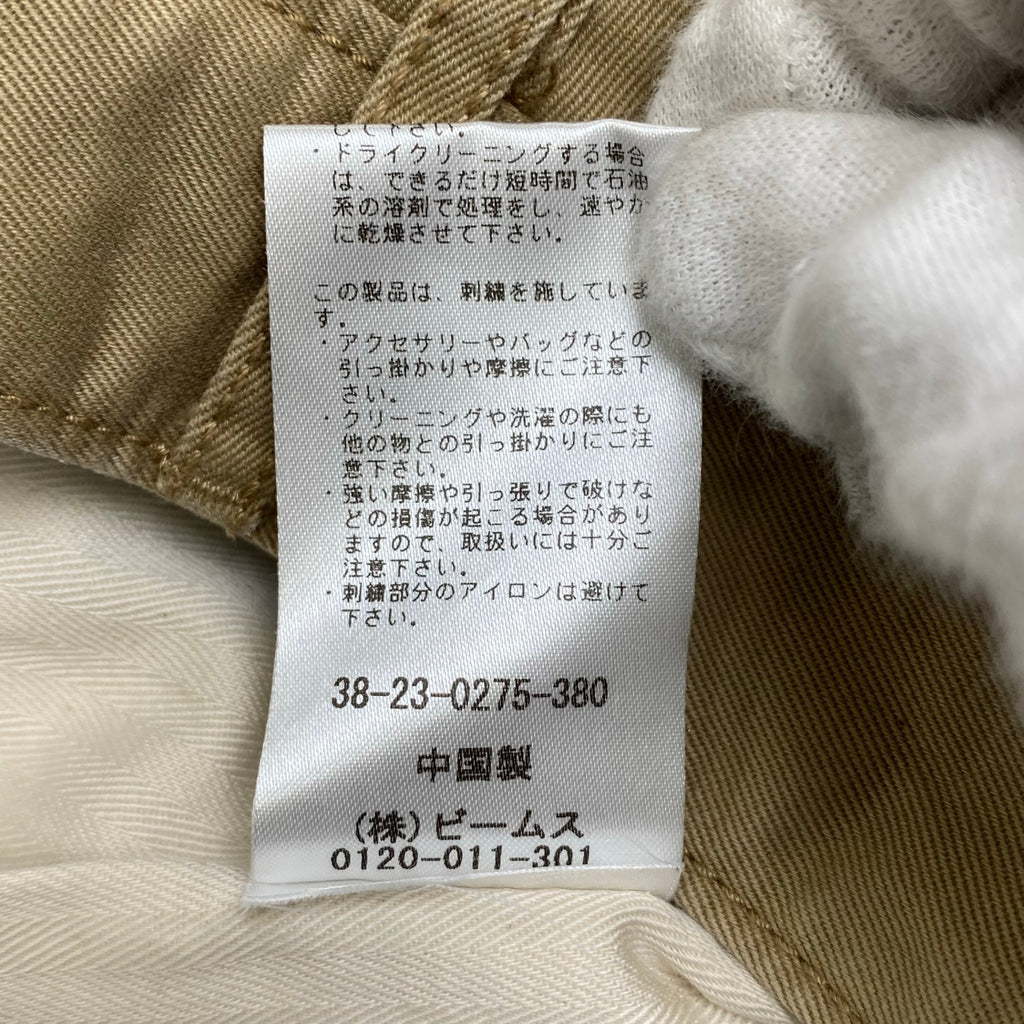 して下さい。
・ドライクリーニングする場合
は、できるだけ短時間で石油
系の溶剤で処理をし、速やか
に乾燥させて下さい。
この製品は、刺繍を施していま
す。
・アクセサリーやバッグなどの
引っ掛かりや摩擦にご注意下
さい。
・クリーニングや洗濯の際にも
他の物との引っ掛かりにご注
意下さい。
・強い摩擦や引っ張りで破けな
どの損傷が起こる場合があり
ますので、取扱いには十分ご
注意下さい。
・刺繍部分のアイロンは避けて
下さい。
38-23-0275-380
中国製
(株)ビームス
0120-011-301